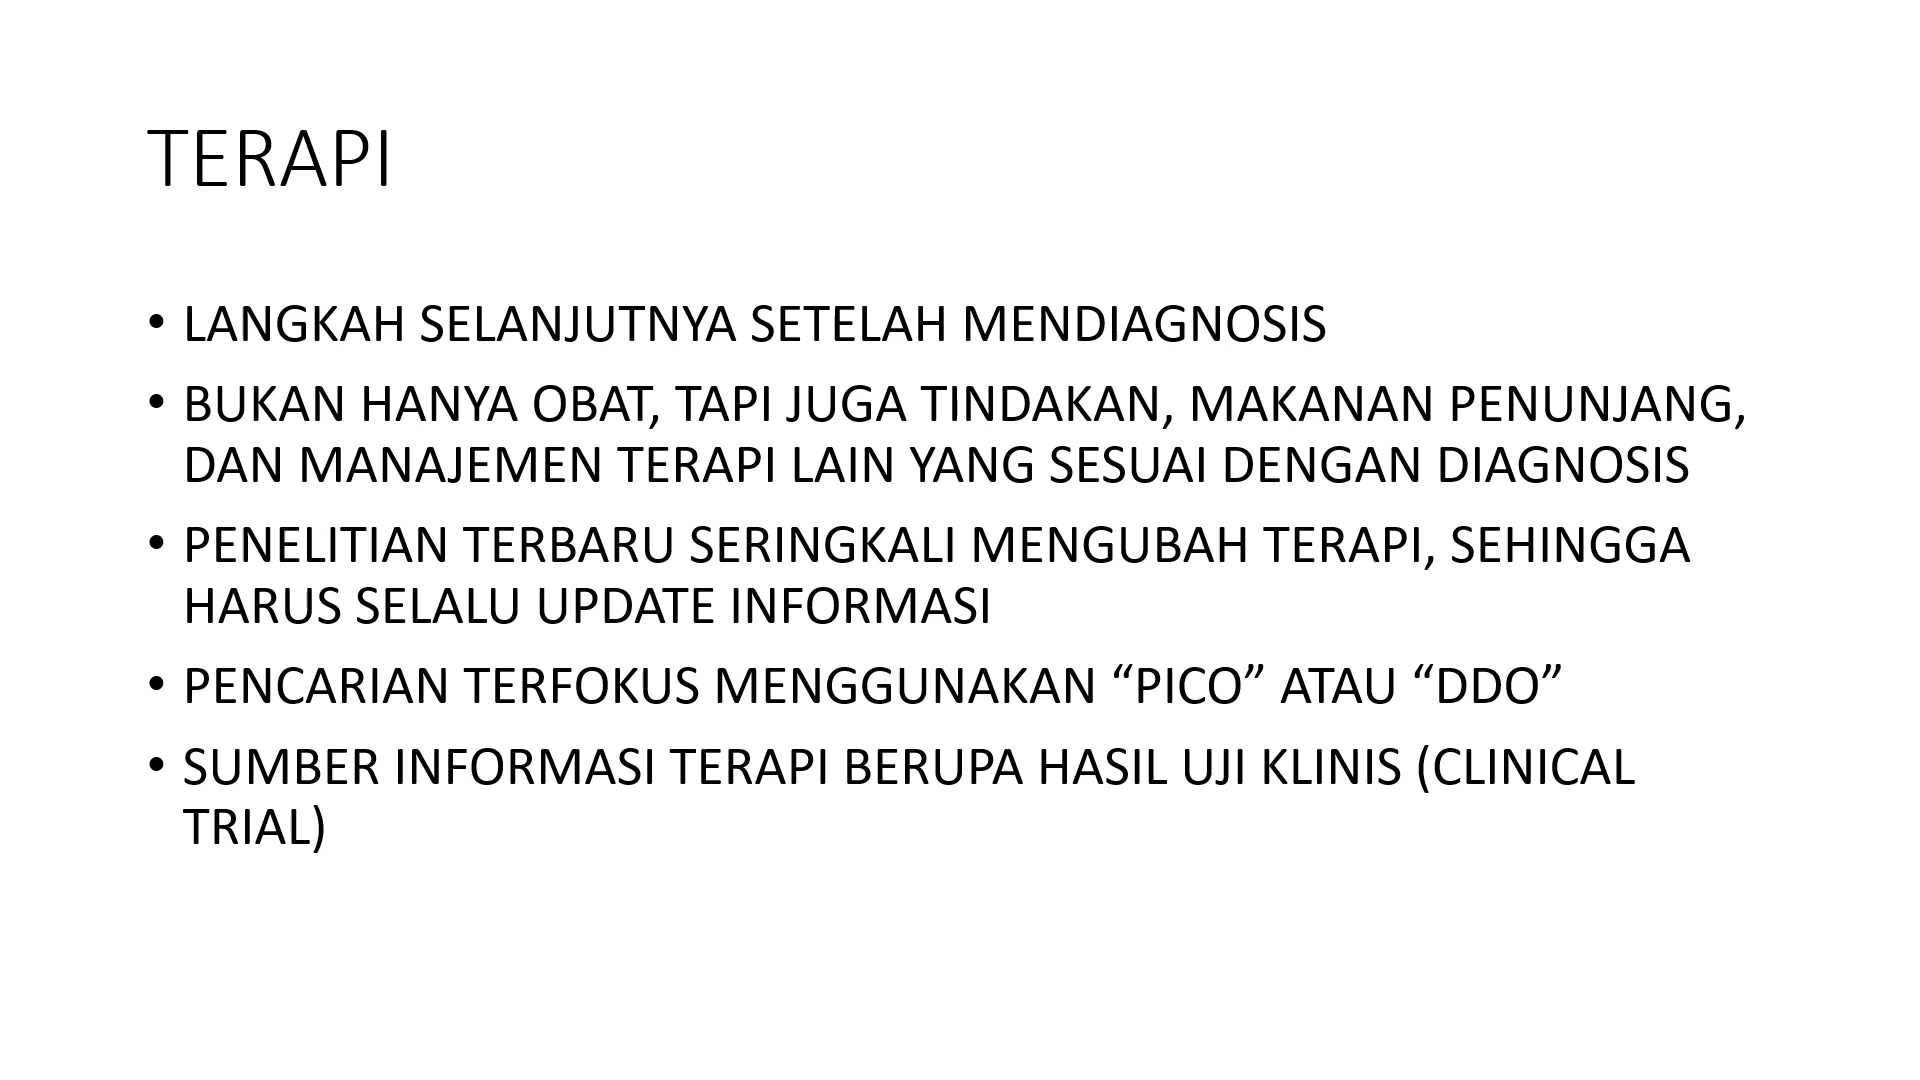 TERAPI
• LANGKAH SELANJUTNYA SETELAH MENDIAGNOSIS
• BUKAN HANYA OBAT, TAPI JUGA TINDAKAN, MAKANAN PENUNJANG,
DAN MANAJEMEN TERAPI LAIN YANG SESUAI DENGAN DIAGNOSIS
• PENELITIAN TERBARU SERINGKALI MENGUBAH TERAPI, SEHINGGA
HARUS SELALU UPDATE INFORMASI
• PENCARIAN TERFOKUS MENGGUNAKAN “PICO” ATAU “DDO”
• SUMBER INFORMASI TERAPI BERUPA HASIL UJI KLINIS (CLINICAL
TRIAL)